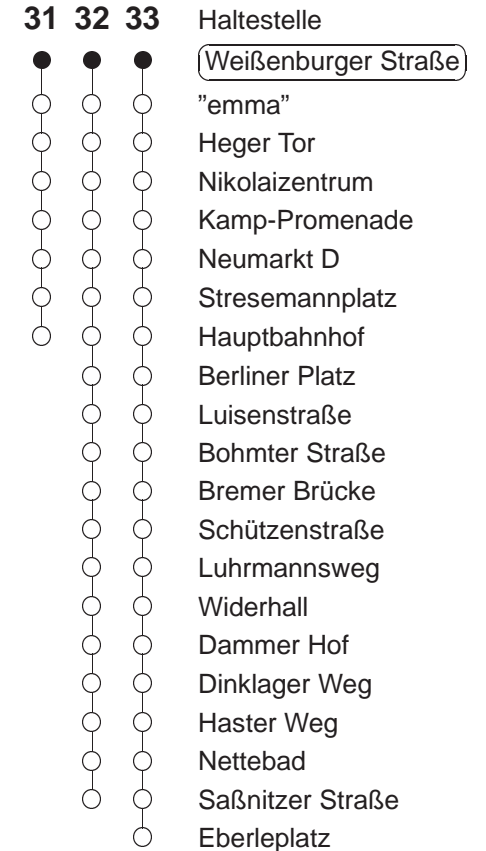 31 32 33 Haltestelle
Weißenburger Straße
”emma”
Heger Tor
Nikolaizentrum
Kamp-Promenade
Neumarkt D
Stresemannplatz
Hauptbahnhof
Berliner Platz
Luisenstraße
Bohmter Straße
Bremer Brücke
Schützenstraße
Luhrmannsweg
Widerhall
Dammer Hof
Dinklager Weg
Haster Weg
Nettebad
Saßnitzer Straße
Eberleplatz